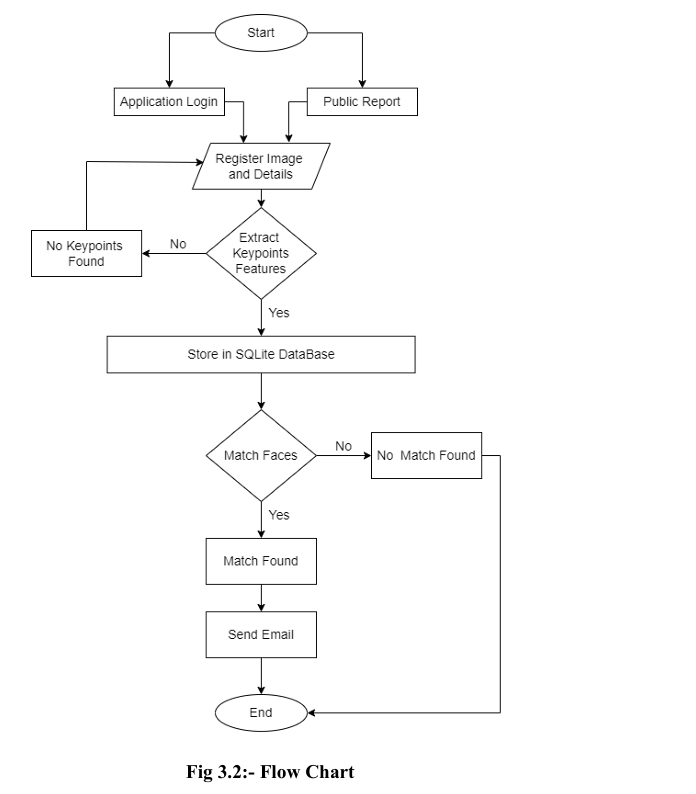 Start
Application Login
Public Report
Register Image
and Details
No Keypoints
Found
No
Extract
Keypoints
Features
Yes
Store in SQLite DataBase
Match Faces
No
No Match Found
Yes
Match Found
Send Email
End
Fig 3.2:- Flow Chart